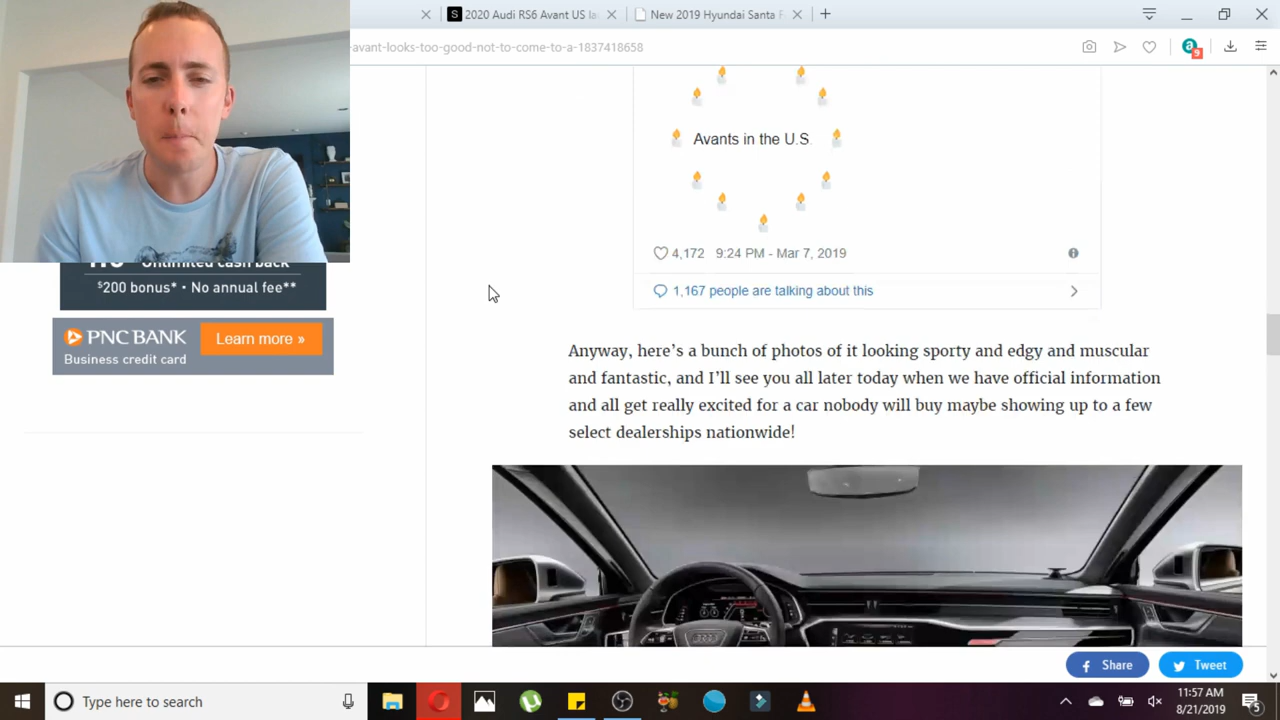 S 2020 Audi RS6 Avant US la
New 2019 Hyundai Santa F
-avant-looks-too-good-not-to-come-to-a-1837418658
9
Avants in the U.S.
4,172 9:24 PM - Mar 7, 2019
1,167 people are talking about this
Unlimited cash back
$200 bonus* • No annual fee**
PNC BANK
Business credit card
Learn more »
Anyway, here's a bunch of photos of it looking sporty and edgy and muscular
and fantastic, and I'll see you all later today when we have official information
and all get really excited for a car nobody will buy maybe showing up to a few
select dealerships nationwide!
Share
Tweet
Type here to search
11:57 AM
8/21/2019
5